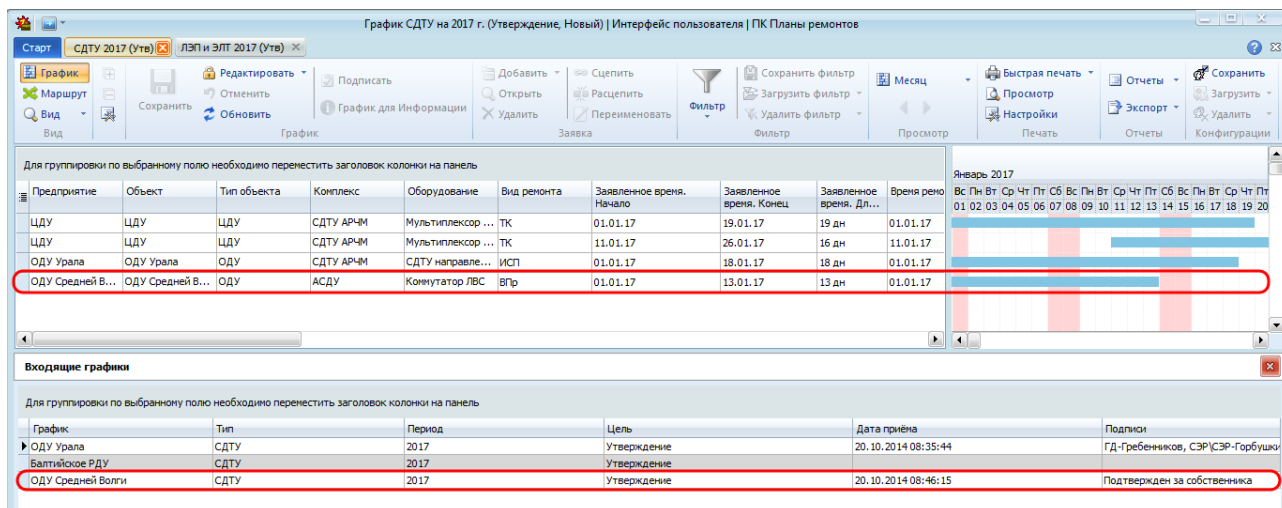 График СДТУ на 2017 г. (Утверждение, Новый) | Интерфейс пользователя | ПК Планы ремонтов
Старт СДТУ 2017 (Утв) ЛЭП и ЭЛТ 2017 (Утв)
График Редактировать Подписать Добавить Сцепить Сохранить фильтр Месяц Быстрая печать Отчеты Сохранить
Маршрут Сохранить Отменить График для Информации Открыть Расцепить Фильтр Загрузить фильтр Просмотр Экспорт Загрузить
Вид Обновить Удалить Переименовать Удалить фильтр Настройки Удалить
Вид График Заявка Фильтр Просмотр Печать Отчеты Конфигурации
Для группировки по выбранному полю необходимо переместить заголовок колонки на панель
Январь 2017
Предприятие Объект Тип объекта Комплекс Оборудование Вид ремонта Заявленное время. Начало Заявленное время. Конец Заявленное время. Дл... Время ремо
Вс Пн Вт Ср Чт Пт Сб Вс Пн Вт Ср Чт Пт Сб Вс Пн Вт Ср Чт Пт
01 02 03 04 05 06 07 08 09 10 11 12 13 14 15 16 17 18 19 20
ЦДУ ЦДУ ЦДУ СДТУ АРЧМ Мультиплексор ... ТК 01.01.17 19.01.17 19 дн 01.01.17
ЦДУ ЦДУ ЦДУ СДТУ АРЧМ Мультиплексор ... ТК 11.01.17 26.01.17 16 дн 11.01.17
ОДУ Урала ОДУ Урала ОДУ СДТУ АРЧМ СДТУ направле... ИСП 01.01.17 18.01.17 18 дн 01.01.17
ОДУ Средней В... ОДУ Средней В... ОДУ АСДУ Коммутатор ЛВС ВПр 01.01.17 13.01.17 13 дн 01.01.17
Входящие графики
Для группировки по выбранному полю необходимо переместить заголовок колонки на панель
График Тип Период Цель Дата приёма Подписи
ОДУ Урала СДТУ 2017 Утверждение 20.10.2014 08:35:44 ГД-Гребенников, СЭР\СЭР-Горбушки
Балтийское РДУ СДТУ 2017 Утверждение
ОДУ Средней Волги СДТУ 2017 Утверждение 20.10.2014 08:46:15 Подтвержден за собственника